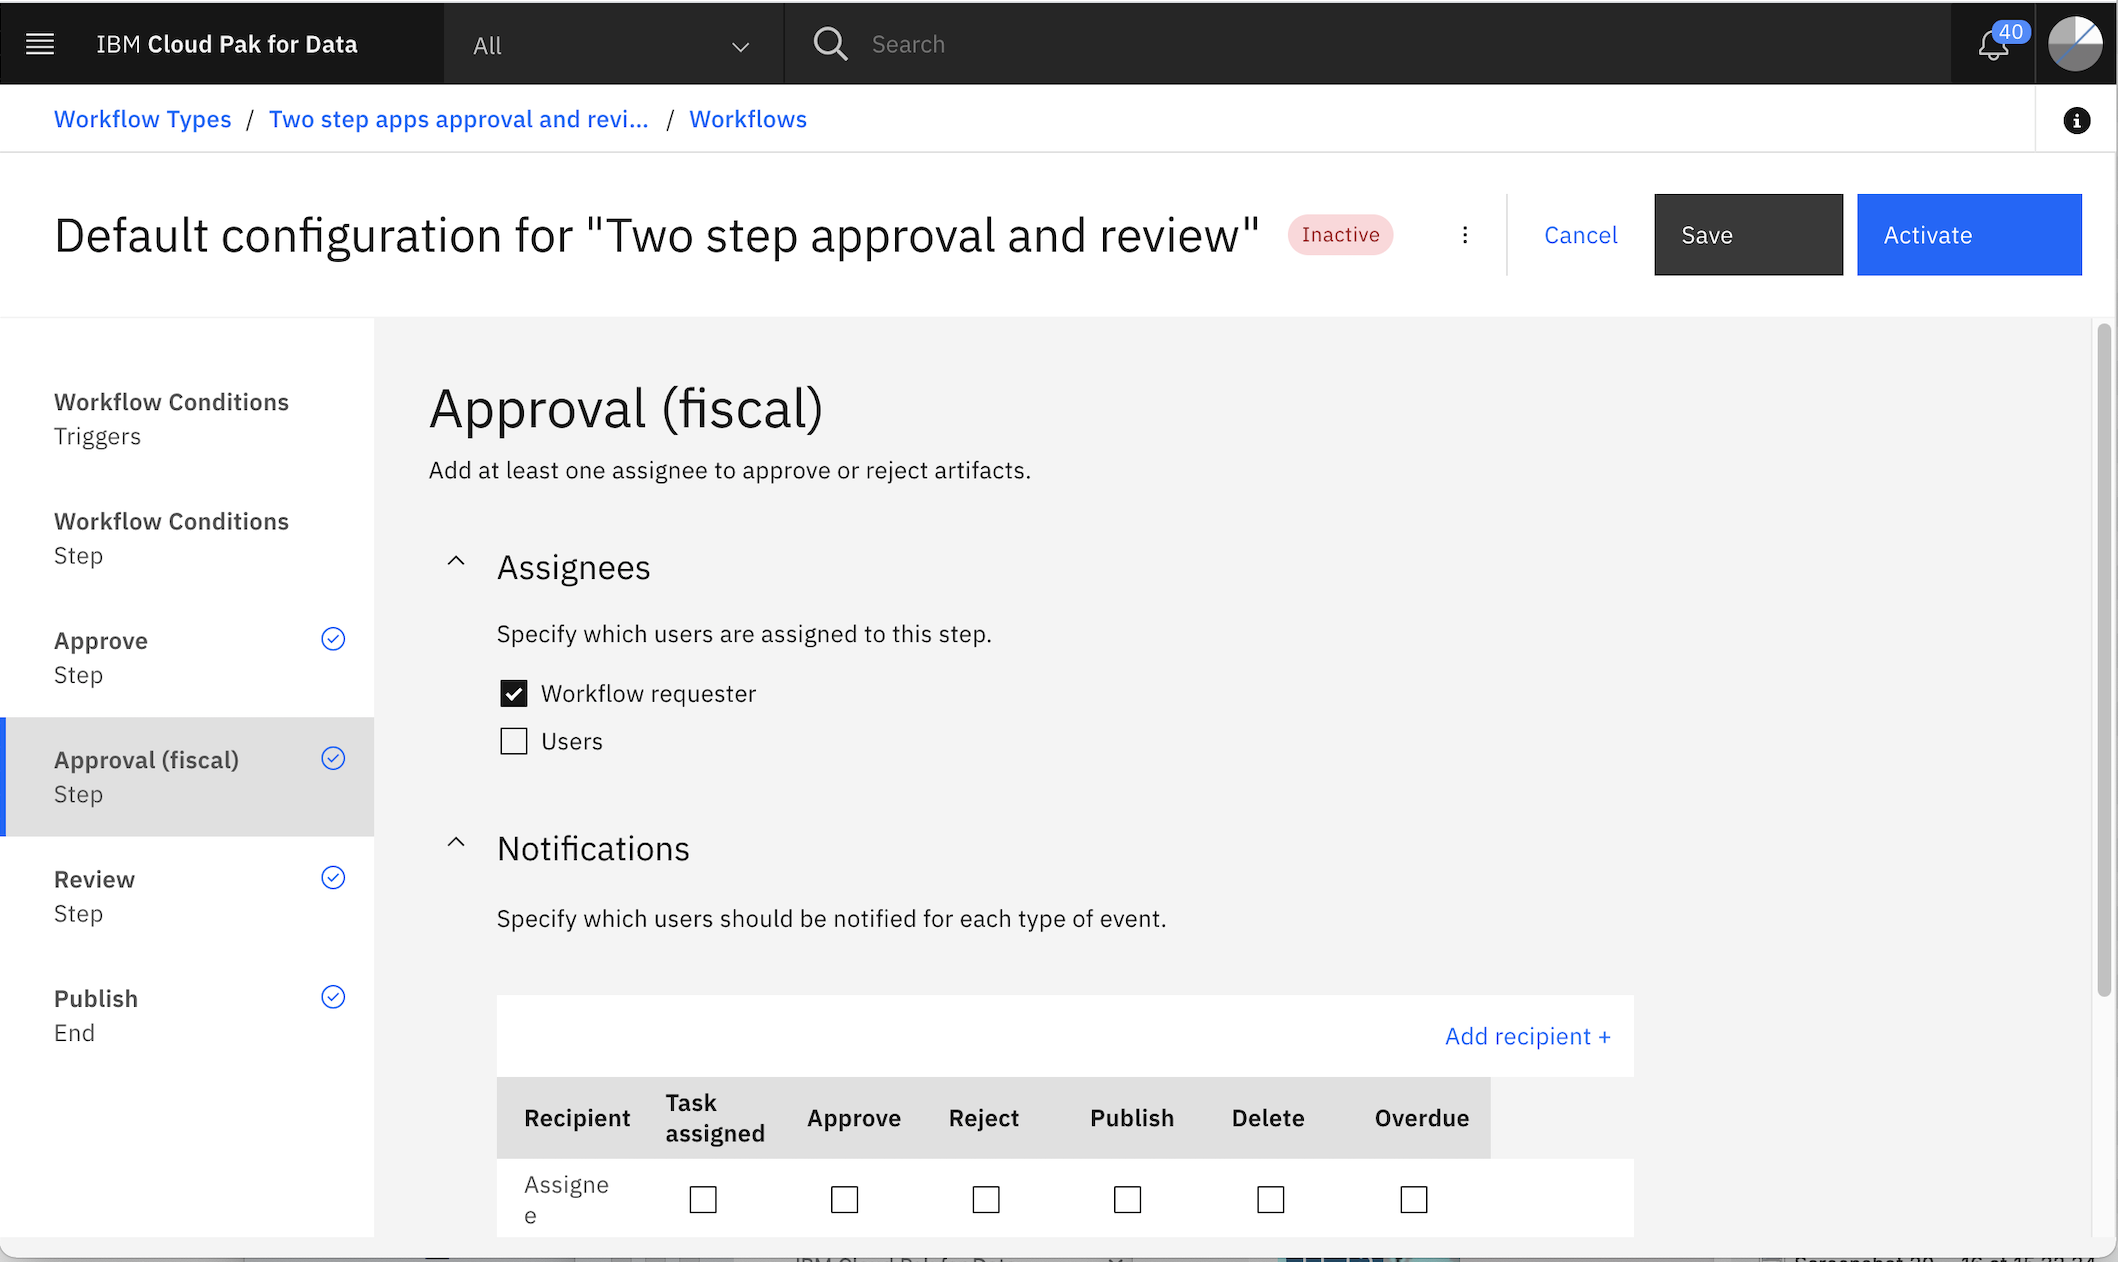 IBM Cloud Pak for Data
All
Search
40
Workflow Types / Two step apps approval and revi... / Workflows
Default configuration for "Two step approval and review"
Inactive
Cancel
Save
Activate
Workflow Conditions
Triggers
Workflow Conditions
Step
Approve
Step
Approval (fiscal)
Step
Review
Step
Publish
End
Approval (fiscal)
Add at least one assignee to approve or reject artifacts.
Assignees
Specify which users are assigned to this step.
Workflow requester
Users
Notifications
Specify which users should be notified for each type of event.
Add recipient +
Recipient
Task
assigned
Approve
Reject
Publish
Delete
Overdue
Assigne
e